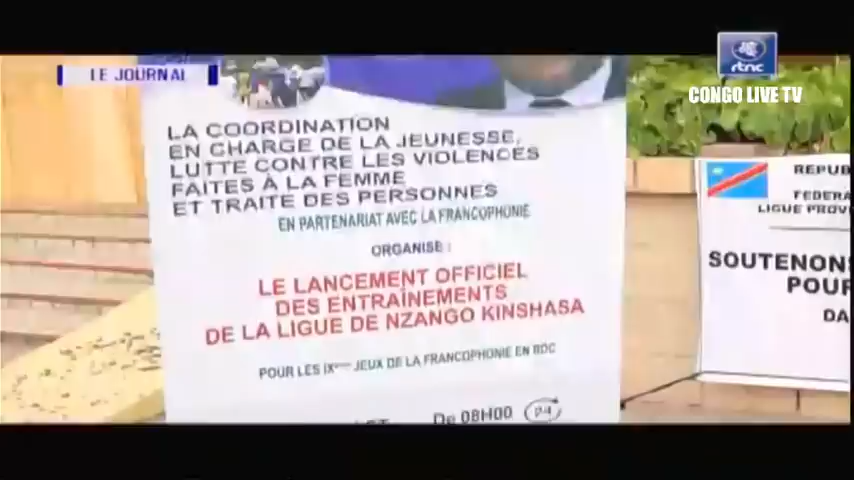 LE JOURNAL
rtnc
CONGO LIVE TV
LA COORDINATION
EN CHARGE DE LA JEUNESSE,
LUTTE CONTRE LES VIOLENCES
FAITES À LA FEMME
ET TRAITE DES PERSONNES
EN PARTENARIAT AVEC LA FRANCOPHONIE
ORGANISE :
LE LANCEMENT OFFICIEL
DES ENTRAÎNEMENTS
DE LA LIGUE DE NZANGO KINSHASA
POUR LES IXème JEUX DE LA FRANCOPHONIE EN RDC
De 08H00
REPUB
FEDERA
LIGUE PROV
SOUTENONS
POUR
DA